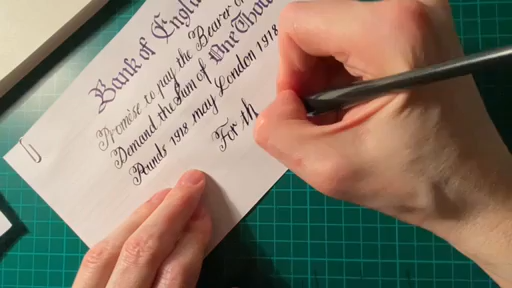 Bank of Engl
Promise to pay the Bearer
Demand the Sum of One Thou
Pounds 1918 may London 1918
For th